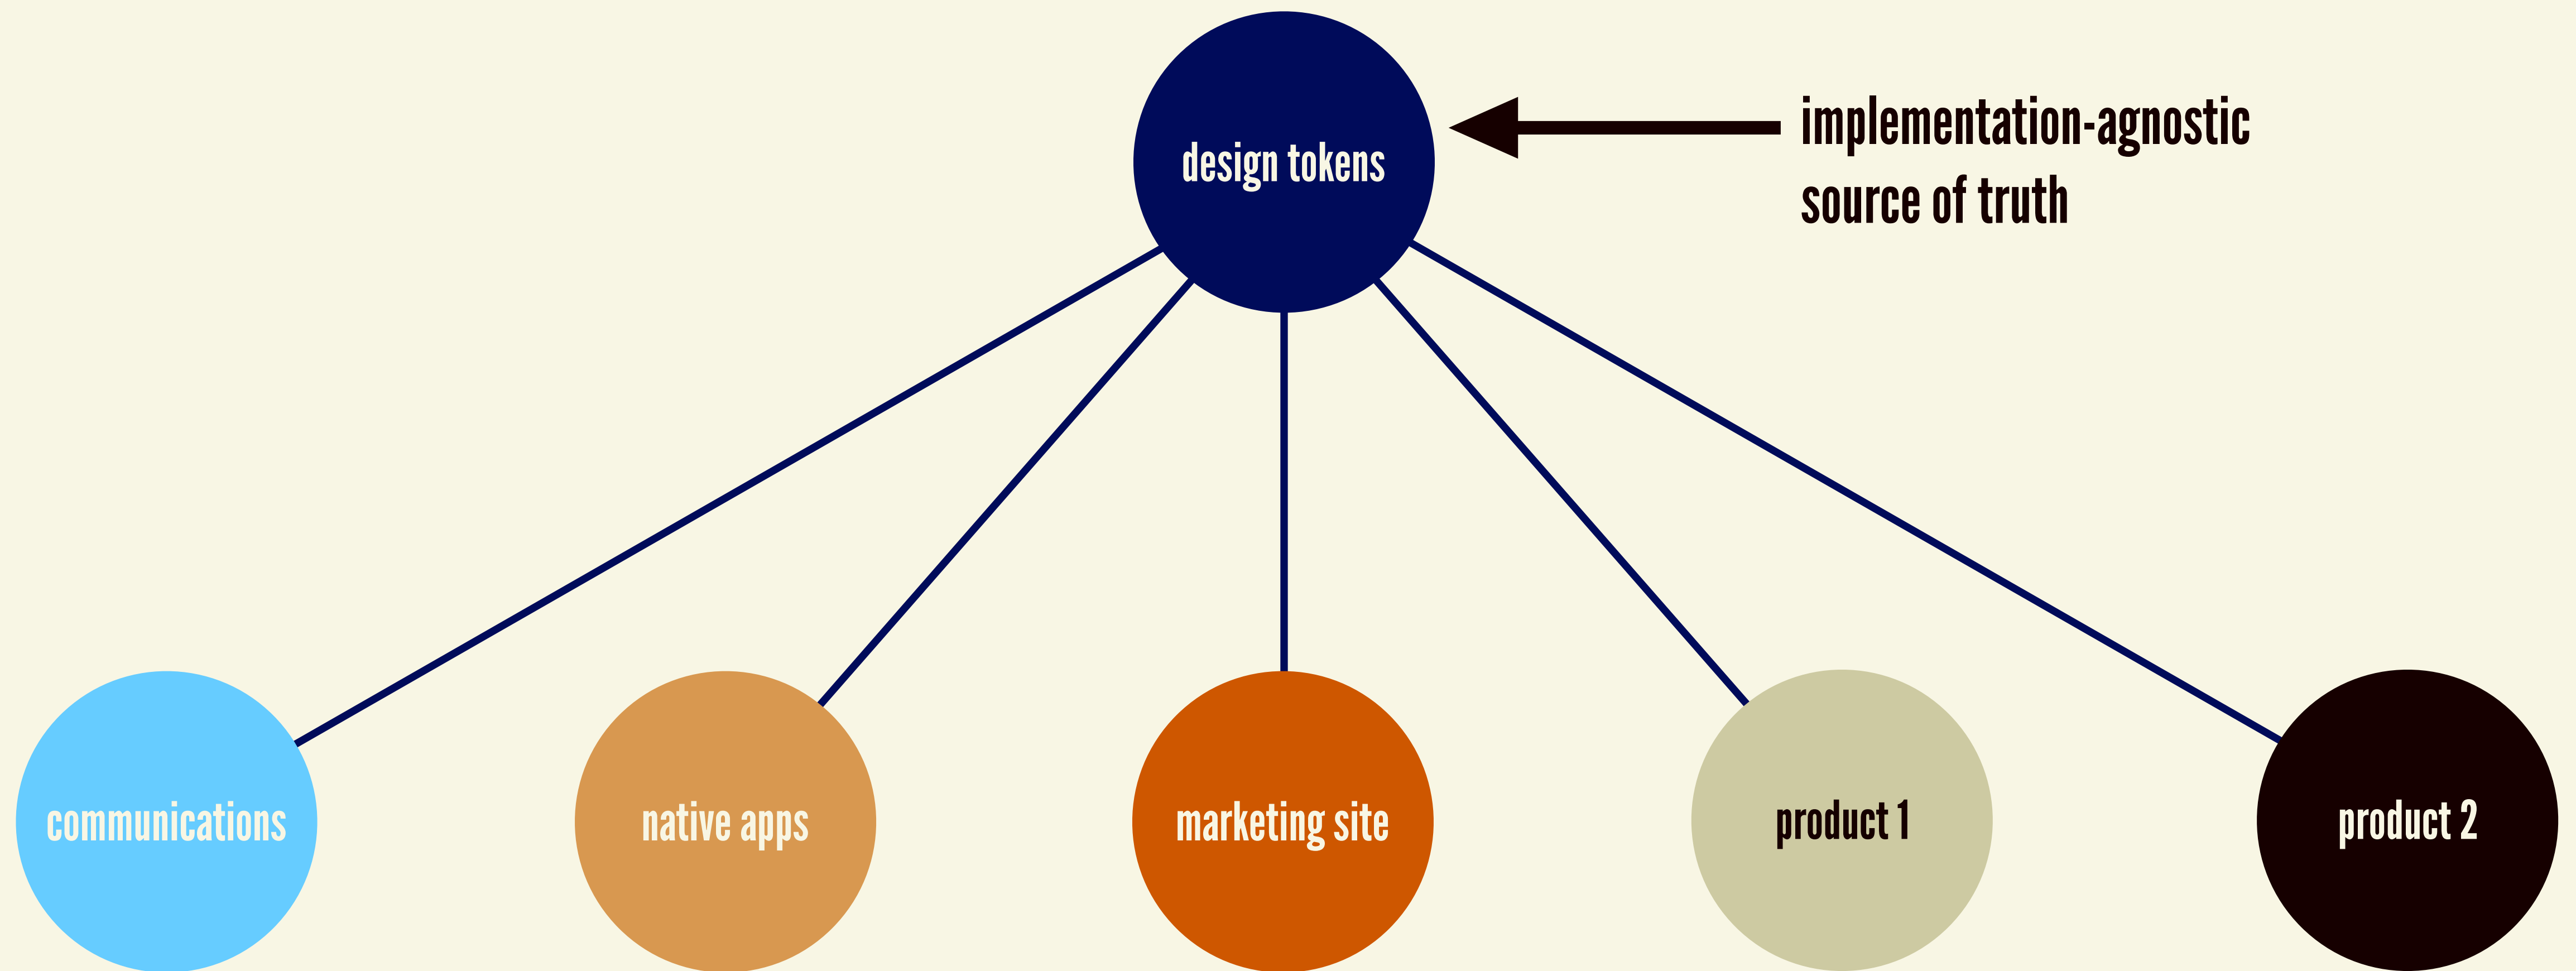 design tokens
implementation-agnostic
source of truth
communications
native apps
marketing site
product 1
product 2